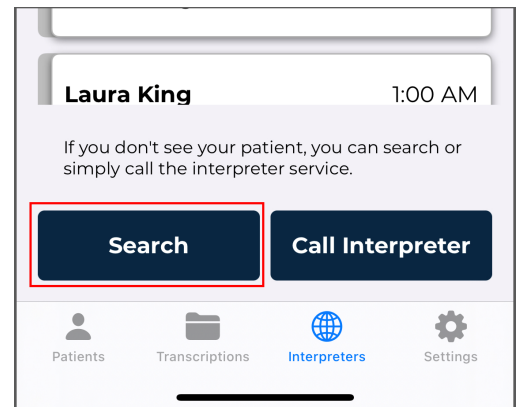 Laura King 1:00 AM
If you don't see your patient, you can search or
simply call the interpreter service.
Search Call Interpreter
Patients Transcriptions Interpreters Settings